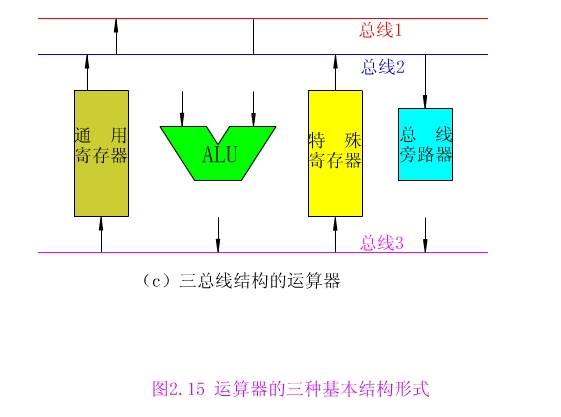 总线1
总线2
通 用
寄存器
ALU
特 殊
寄存器
总 线
旁路器
总线3
（c）三总线结构的运算器
图2.15 运算器的三种基本结构形式